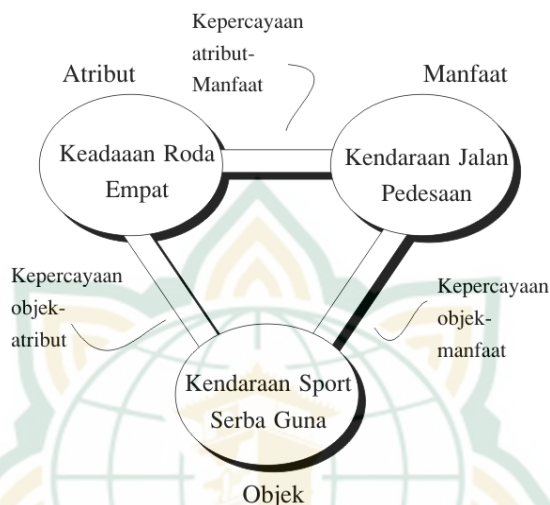 Kepercayaan
atribut-
Manfaat
Atribut
Manfaat
Keadaaan Roda
Empat
Kendaraan Jalan
Pedesaan
Kepercayaan
objek-
atribut
Kepercayaan
objek-
manfaat
Kendaraan Sport
Serba Guna
Objek